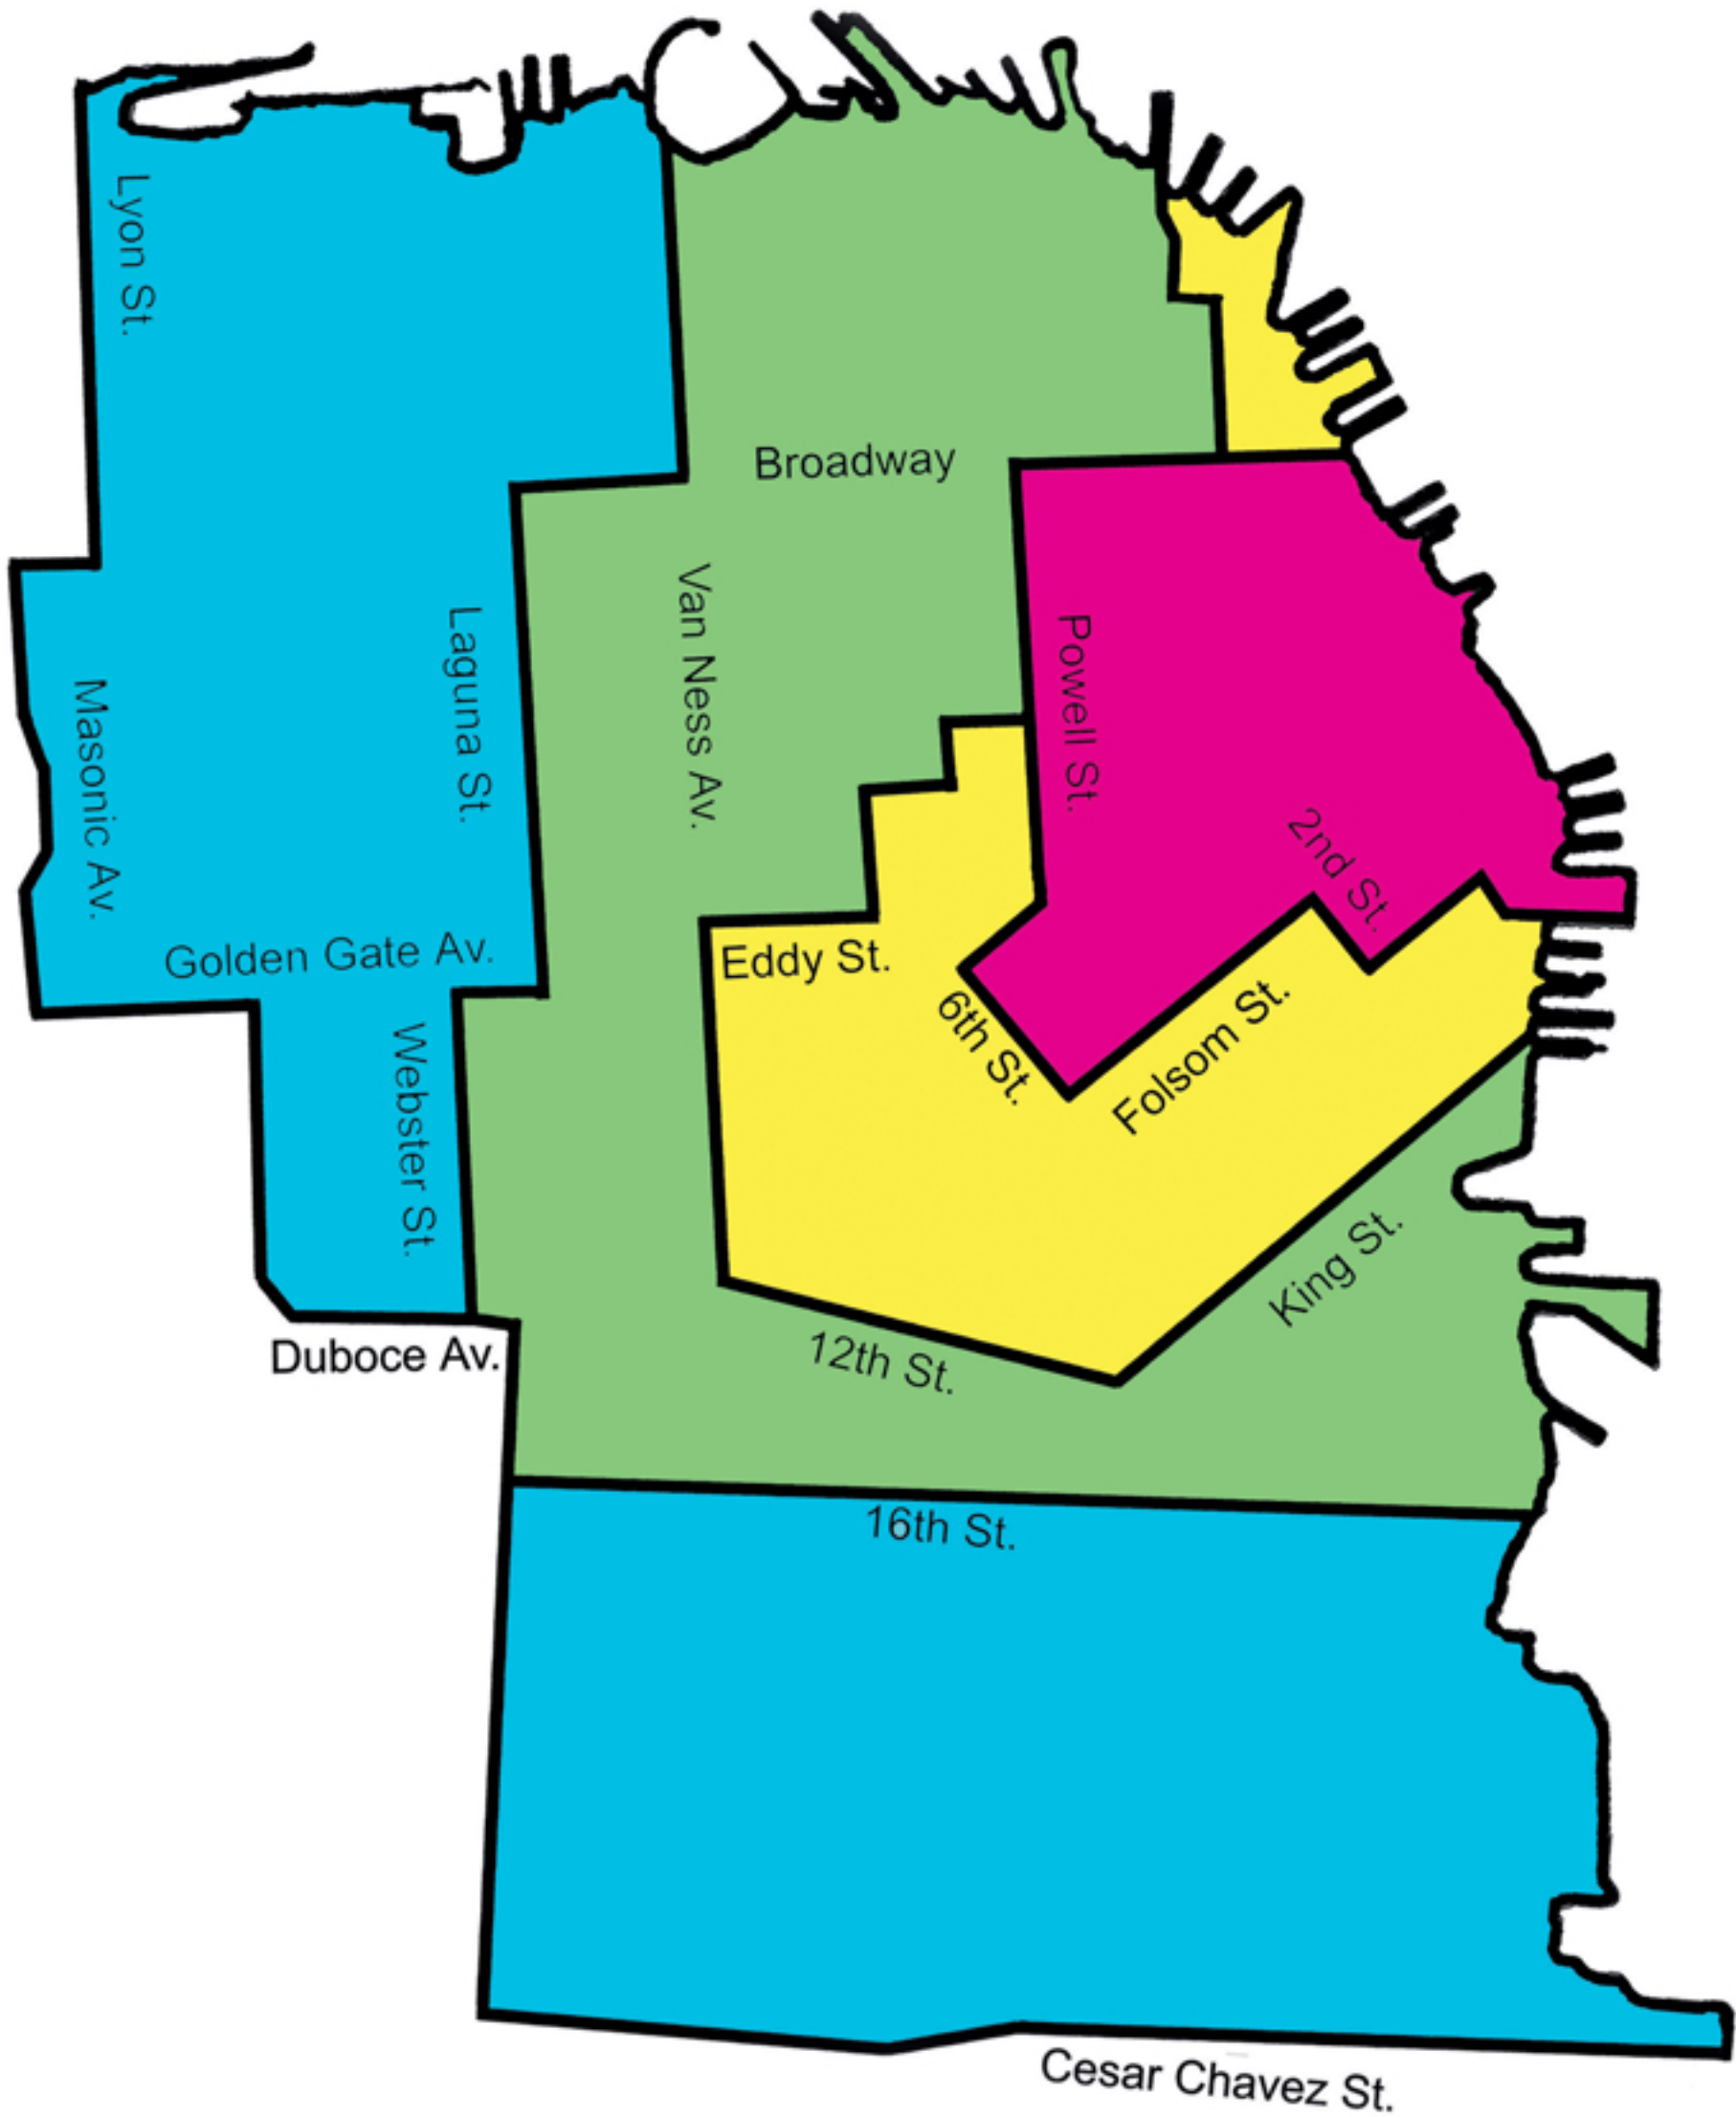 Lyon St.
Broadway
Van Ness Av.
Laguna St.
Powell St.
Masonic Av.
2nd St.
Golden Gate Av.
Eddy St.
6th St.
Folsom St.
Webster St.
King St.
Duboce Av.
12th St.
16th St.
Cesar Chavez St.